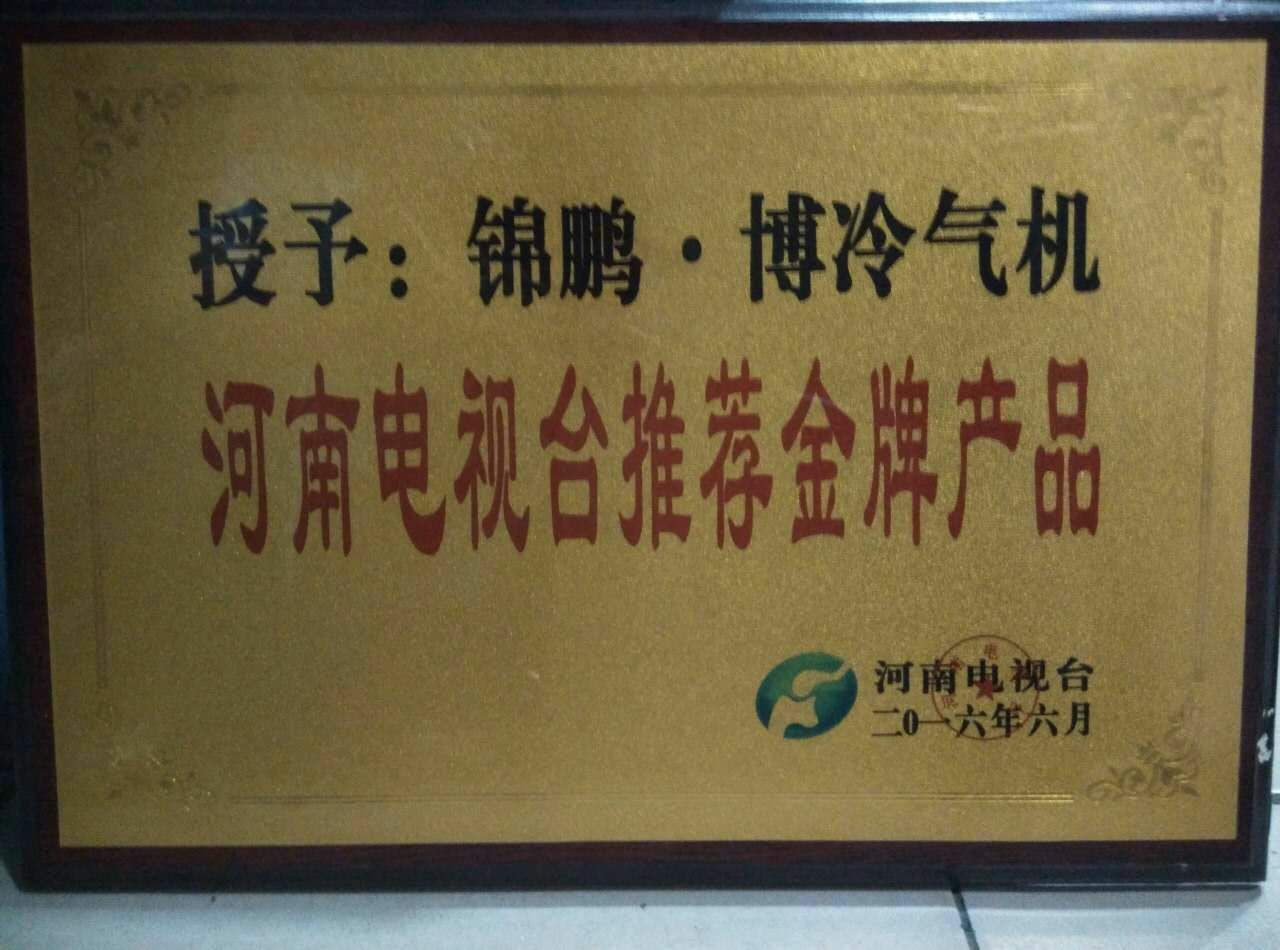 授予：锦鹏·博冷气机
河南电视台推荐金牌产品
河南电视台
二0一六年六月